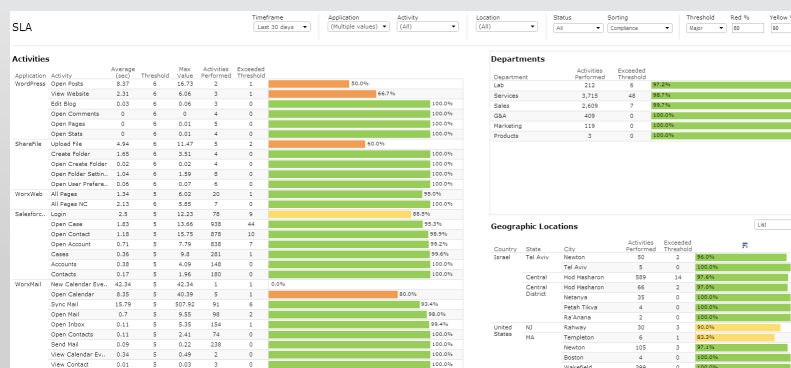 SLA
Timeframe Application Activity Location Status Sorting Threshold Red % Yellow %
Last 30 days (Multiple values) (All) (All) All Compliance Major 80 90
Activities
Average Max Activities Exceeded
Application Activity (sec) Threshold Value Performed Threshold
WordPress Open Posts 8.37 6 16.73 2 1 50.0%
View Website 2.31 6 6.06 3 1 66.7%
Edit Blog 0.03 6 0.06 3 0 100.0%
Open Comments 0 6 0 4 0 100.0%
Open Pages 0 6 0.01 5 0 100.0%
Open Stats 0 6 0.01 4 0 100.0%
ShareFile Upload File 4.94 6 11.47 5 2 60.0%
Create Folder 1.65 6 3.51 4 0 100.0%
Open Create Folder 0.02 6 0.02 4 0 100.0%
Open Folder Settin.. 1.04 6 1.59 8 0 100.0%
Open User Prefere.. 0.06 6 0.07 6 0 100.0%
WorxWeb All Pages 1.34 5 6.02 20 1 95.0%
All Pages NC 2.13 6 5.85 7 0 100.0%
Salesforc.. Login 2.5 5 12.23 78 9 88.5%
Open Case 1.83 5 13.66 938 44 95.3%
Open Contact 1.18 5 15.75 878 10 98.9%
Open Account 0.71 5 7.79 838 7 99.2%
Cases 0.36 5 9.8 281 1 99.6%
Accounts 0.38 5 4.09 148 0 100.0%
Contacts 0.17 5 1.96 180 0 100.0%
WorxMail New Calendar Eve.. 42.34 5 42.34 1 1 0.0%
Open Calendar 8.35 5 40.39 5 1 80.0%
Sync Mail 15.79 5 507.92 91 6 93.4%
Open Mail 0.7 5 9.55 98 2 98.0%
Open Inbox 0.11 5 5.35 154 1 99.4%
Open Contacts 0.11 5 2.41 74 0 100.0%
Send Mail 0.09 5 0.22 238 0 100.0%
View Calendar Ev.. 0.34 5 0.49 2 0 100.0%
View Contact 0.01 5 0.03 3 0 100.0%
Departments
Activities Exceeded
Department Performed Threshold
Lab 212 6 97.2%
Services 3,715 48 98.7%
Sales 2,609 7 99.7%
G&A 409 0 100.0%
Marketing 119 0 100.0%
Products 3 0 100.0%
Geographic Locations List
Activities Exceeded
Country State City Performed Threshold
Israel Tel Aviv Newton 50 2 96.0%
Tel Aviv 5 0 100.0%
Central Hod Hasharon 589 14 97.6%
Central Hod Hasharon 66 2 97.0%
District Netanya 35 0 100.0%
Petah Tikva 4 0 100.0%
Ra'Anana 2 0 100.0%
United NJ Rahway 30 3 90.0%
States MA Templeton 6 1 83.3%
Newton 105 3 97.1%
Boston 4 0 100.0%
Wakefield 399 0 100.0%